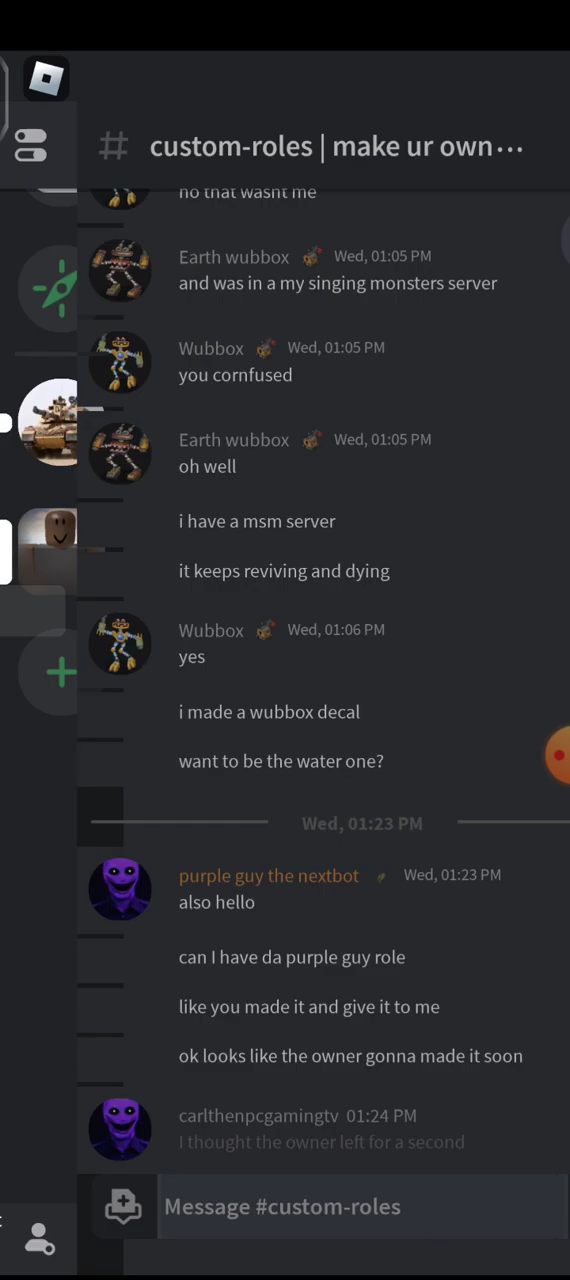 custom-roles | make ur own...
no that wasnt me
Earth wubbox Wed, 01:05 PM
and was in a my singing monsters server
Wubbox Wed, 01:05 PM
you cornfused
Earth wubbox Wed, 01:05 PM
oh well
i have a msm server
it keeps reviving and dying
Wubbox Wed, 01:06 PM
yes
i made a wubbox decal
want to be the water one?
Wed, 01:23 PM
purple guy the nextbot Wed, 01:23 PM
also hello
can I have da purple guy role
like you made it and give it to me
ok looks like the owner gonna made it soon
carlthenpcgamingtv 01:24 PM
I thought the owner left for a second
Message #custom-roles